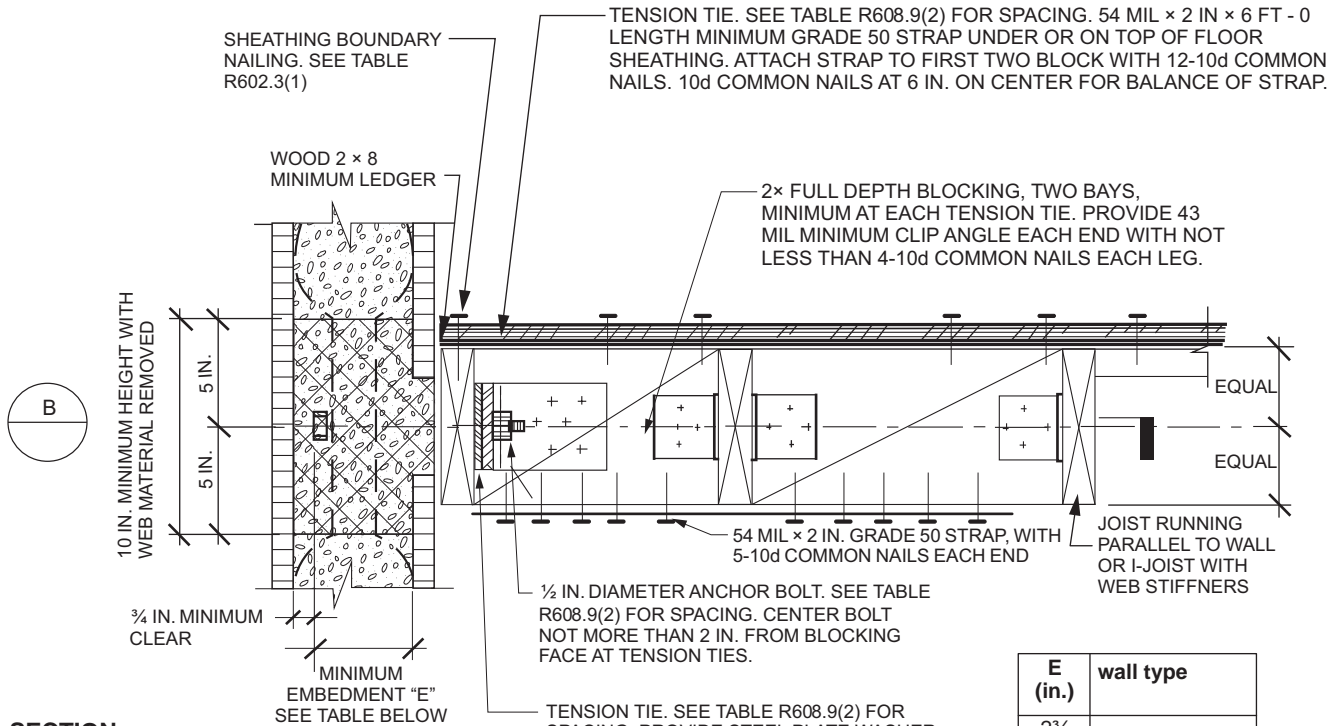 TENSION TIE. SEE TABLE R608.9(2) FOR SPACING. 54 MIL × 2 IN × 6 FT - 0
LENGTH MINIMUM GRADE 50 STRAP UNDER OR ON TOP OF FLOOR
SHEATHING. ATTACH STRAP TO FIRST TWO BLOCK WITH 12-10d COMMON
NAILS. 10d COMMON NAILS AT 6 IN. ON CENTER FOR BALANCE OF STRAP.
SHEATHING BOUNDARY
NAILING. SEE TABLE
R602.3(1)
WOOD 2 × 8
MINIMUM LEDGER
2× FULL DEPTH BLOCKING, TWO BAYS,
MINIMUM AT EACH TENSION TIE. PROVIDE 43
MIL MINIMUM CLIP ANGLE EACH END WITH NOT
LESS THAN 4-10d COMMON NAILS EACH LEG.
10 IN. MINIMUM HEIGHT WITH
WEB MATERIAL REMOVED
5 IN.
5 IN.
B
EQUAL
EQUAL
54 MIL × 2 IN. GRADE 50 STRAP, WITH
5-10d COMMON NAILS EACH END
JOIST RUNNING
PARALLEL TO WALL
OR I-JOIST WITH
WEB STIFFNERS
½ IN. DIAMETER ANCHOR BOLT. SEE TABLE
R608.9(2) FOR SPACING. CENTER BOLT
NOT MORE THAN 2 IN. FROM BLOCKING
FACE AT TENSION TIES.
¾ IN. MINIMUM
CLEAR
MINIMUM
EMBEDMENT “E”
SEE TABLE BELOW
TENSION TIE. SEE TABLE R608.9(2) FOR
E
(in.)
wall type